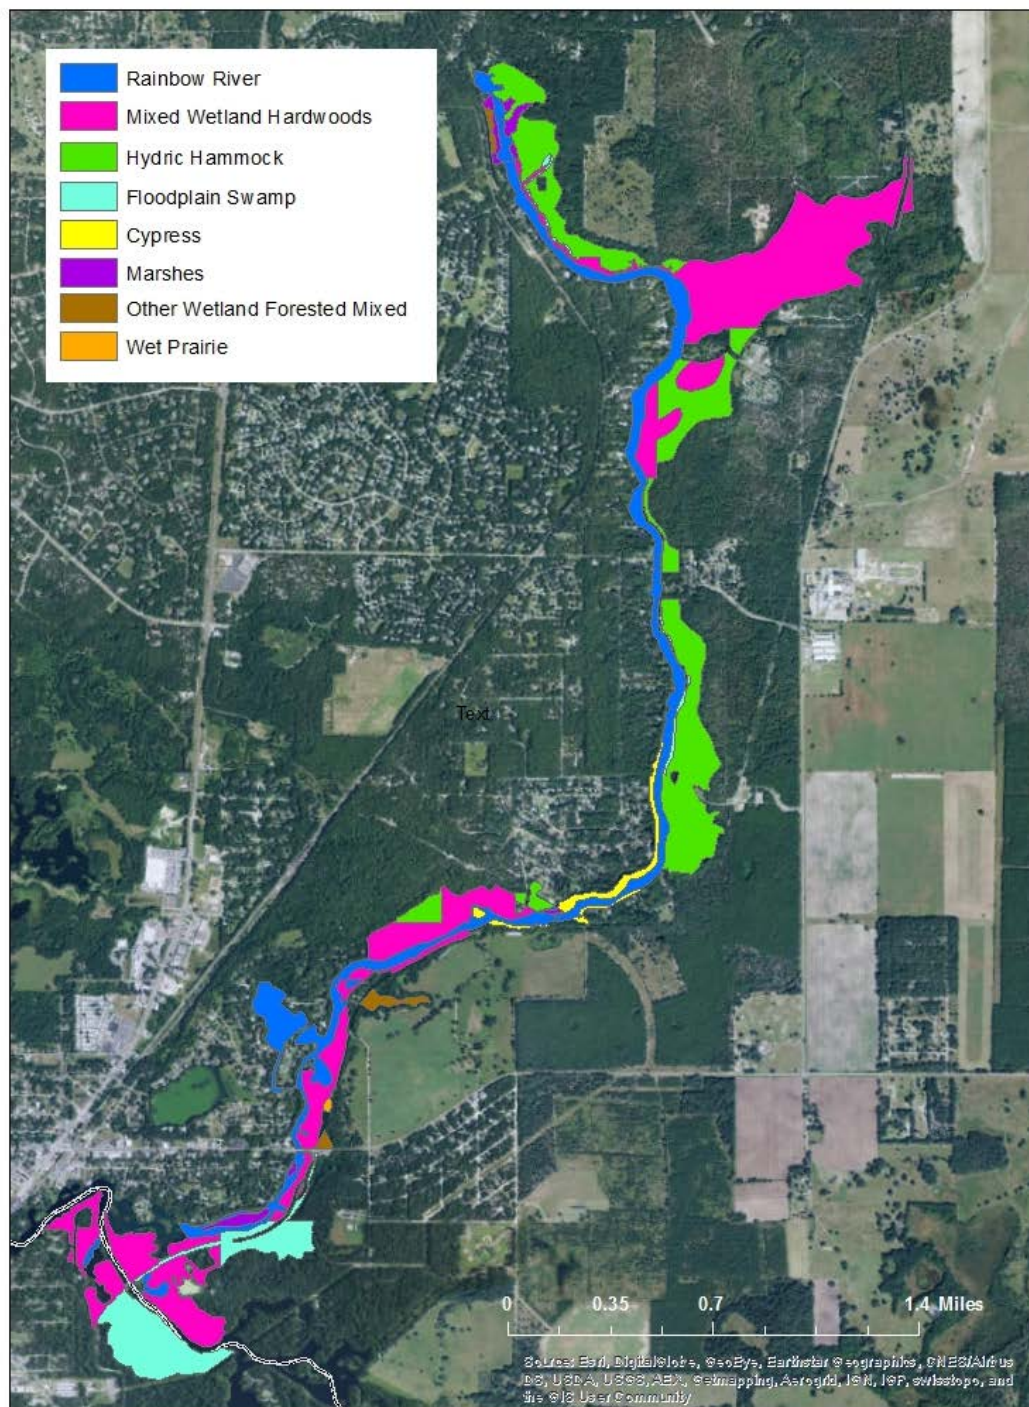 Rainbow River
Mixed Wetland Hardwoods
Hydric Hammock
Floodplain Swamp
Cypress
Marshes
Other Wetland Forested Mixed
Wet Prairie
Text
0 0.35 0.7 1.4 Miles
Source: Esri, DigitalGlobe, GeoEye, Earthstar Geographics, CNES/Airbus
DS, USDA, USGS, AEX, Getmapping, Aerogrid, IGN, IGP, swisstopo, and
the GIS User Community